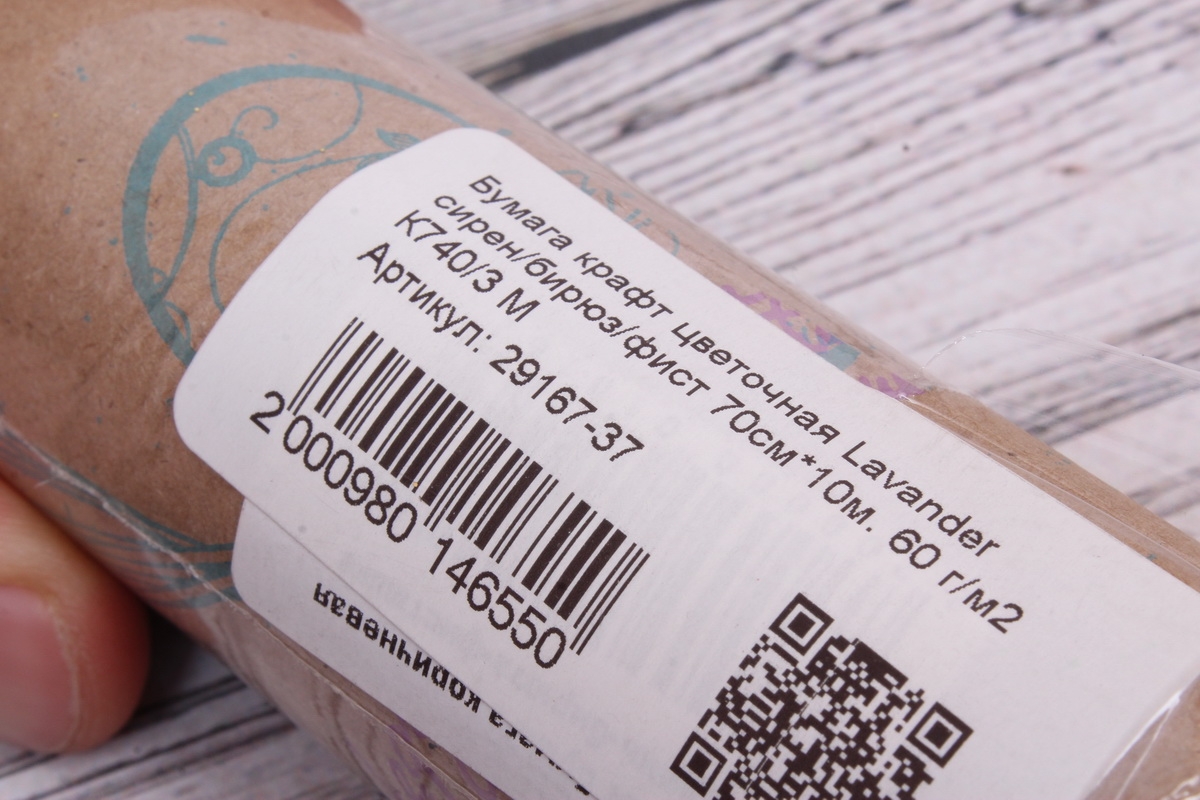 Бумага крафт цветочная Lavander
сирен/бирюз/фист 70см*10м. 60 г/м2
К740/3 М
Артикул: 29167-37
2 000980 146550
коричневая